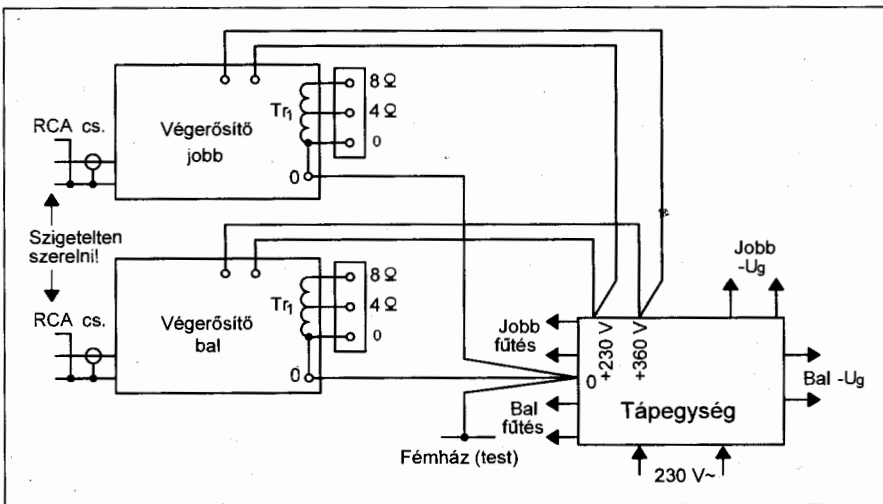 8 Ω
4 Ω
0
Tr1
RCA cs.
Végerősítő
jobb
0
Szigetelten
szerelni!
8 Ω
4 Ω
0
Tr1
RCA cs.
Végerősítő
bal
0
Jobb
-Ug
Jobb
fűtés
+230 V
+360 V
0
Bal -Ug
Bal
fűtés
Tápegység
Fémház (test)
230 V~